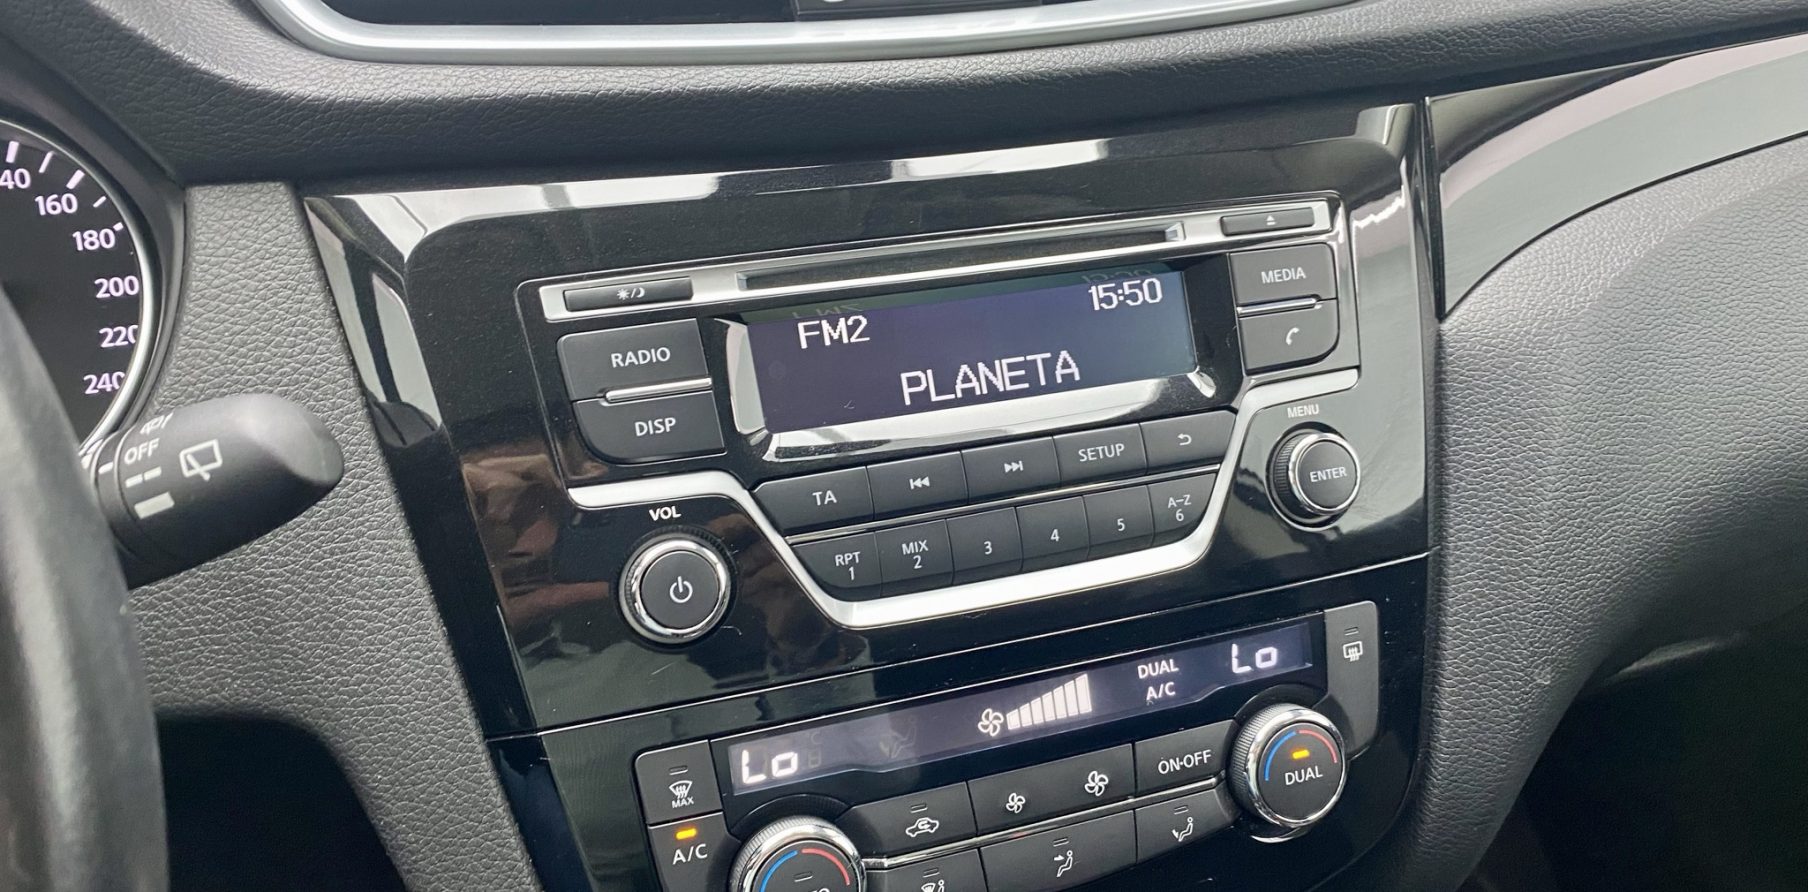 160
180
200
220
240
OFF
RADIO
DISP
FM2
15:50
PLANETA
MEDIA
MENU
ENTER
TA
SETUP
VOL
RPT
1
MIX
2
3
4
5
A-Z
6
Lo
DUAL
A/C
Lo
MAX
A/C
ON·OFF
DUAL